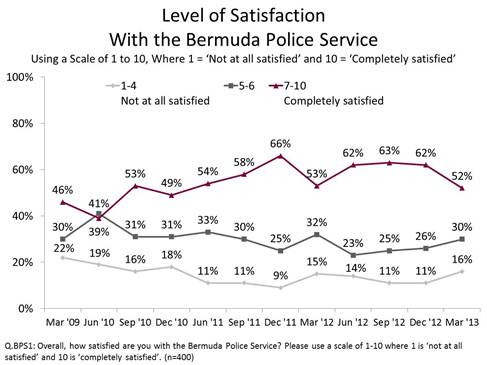 Level of Satisfaction
With the Bermuda Police Service
Using a Scale of 1 to 10, Where 1 = ‘Not at all satisfied’ and 10 = ‘Completely satisfied’
100%
1-4 5-6 7-10
Not at all satisfied Completely satisfied
80%
66%
62% 63% 62%
58%
54% 53% 52%
53%
49%
46%
60%
41%
40%
39%
30% 31% 31% 33% 30% 25% 32% 23% 25% 26% 30%
22% 19% 16% 18% 11% 11% 9% 15% 14% 11% 11% 16%
20%
0%
Mar '09 Jun '10 Sep '10 Dec '10 Jun '11 Sep '11 Dec '11 Mar '12 Jun '12 Sep '12 Dec '12 Mar '13
Q.BPS1: Overall, how satisfied are you with the Bermuda Police Service? Please use a scale of 1-10 where 1 is ‘not at all
satisfied’ and 10 is ‘completely satisfied’. (n=400)